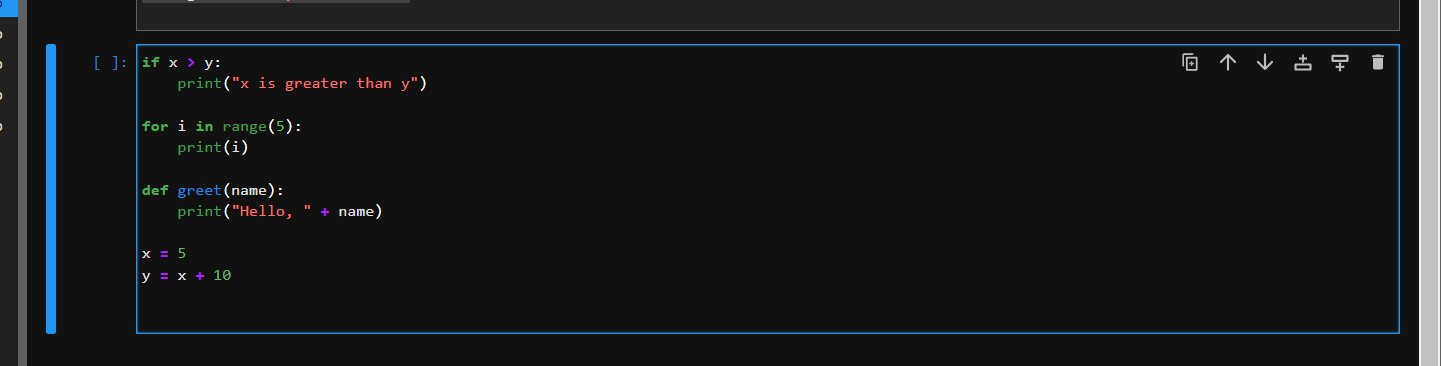 [ ]:
if x > y:
    print("x is greater than y")
for i in range(5):
    print(i)
def greet(name):
    print("Hello, " + name)
x = 5
y = x + 10